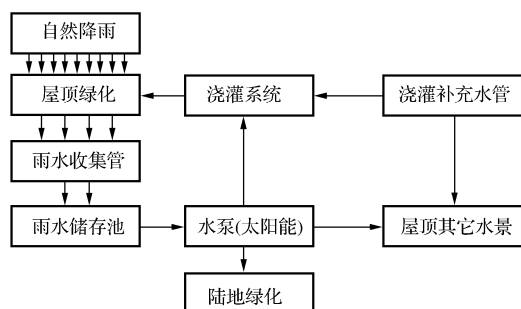 自然降雨
屋顶绿化
浇灌系统
浇灌补充水管
雨水收集管
雨水储存池
水泵(太阳能)
屋顶其它水景
陆地绿化